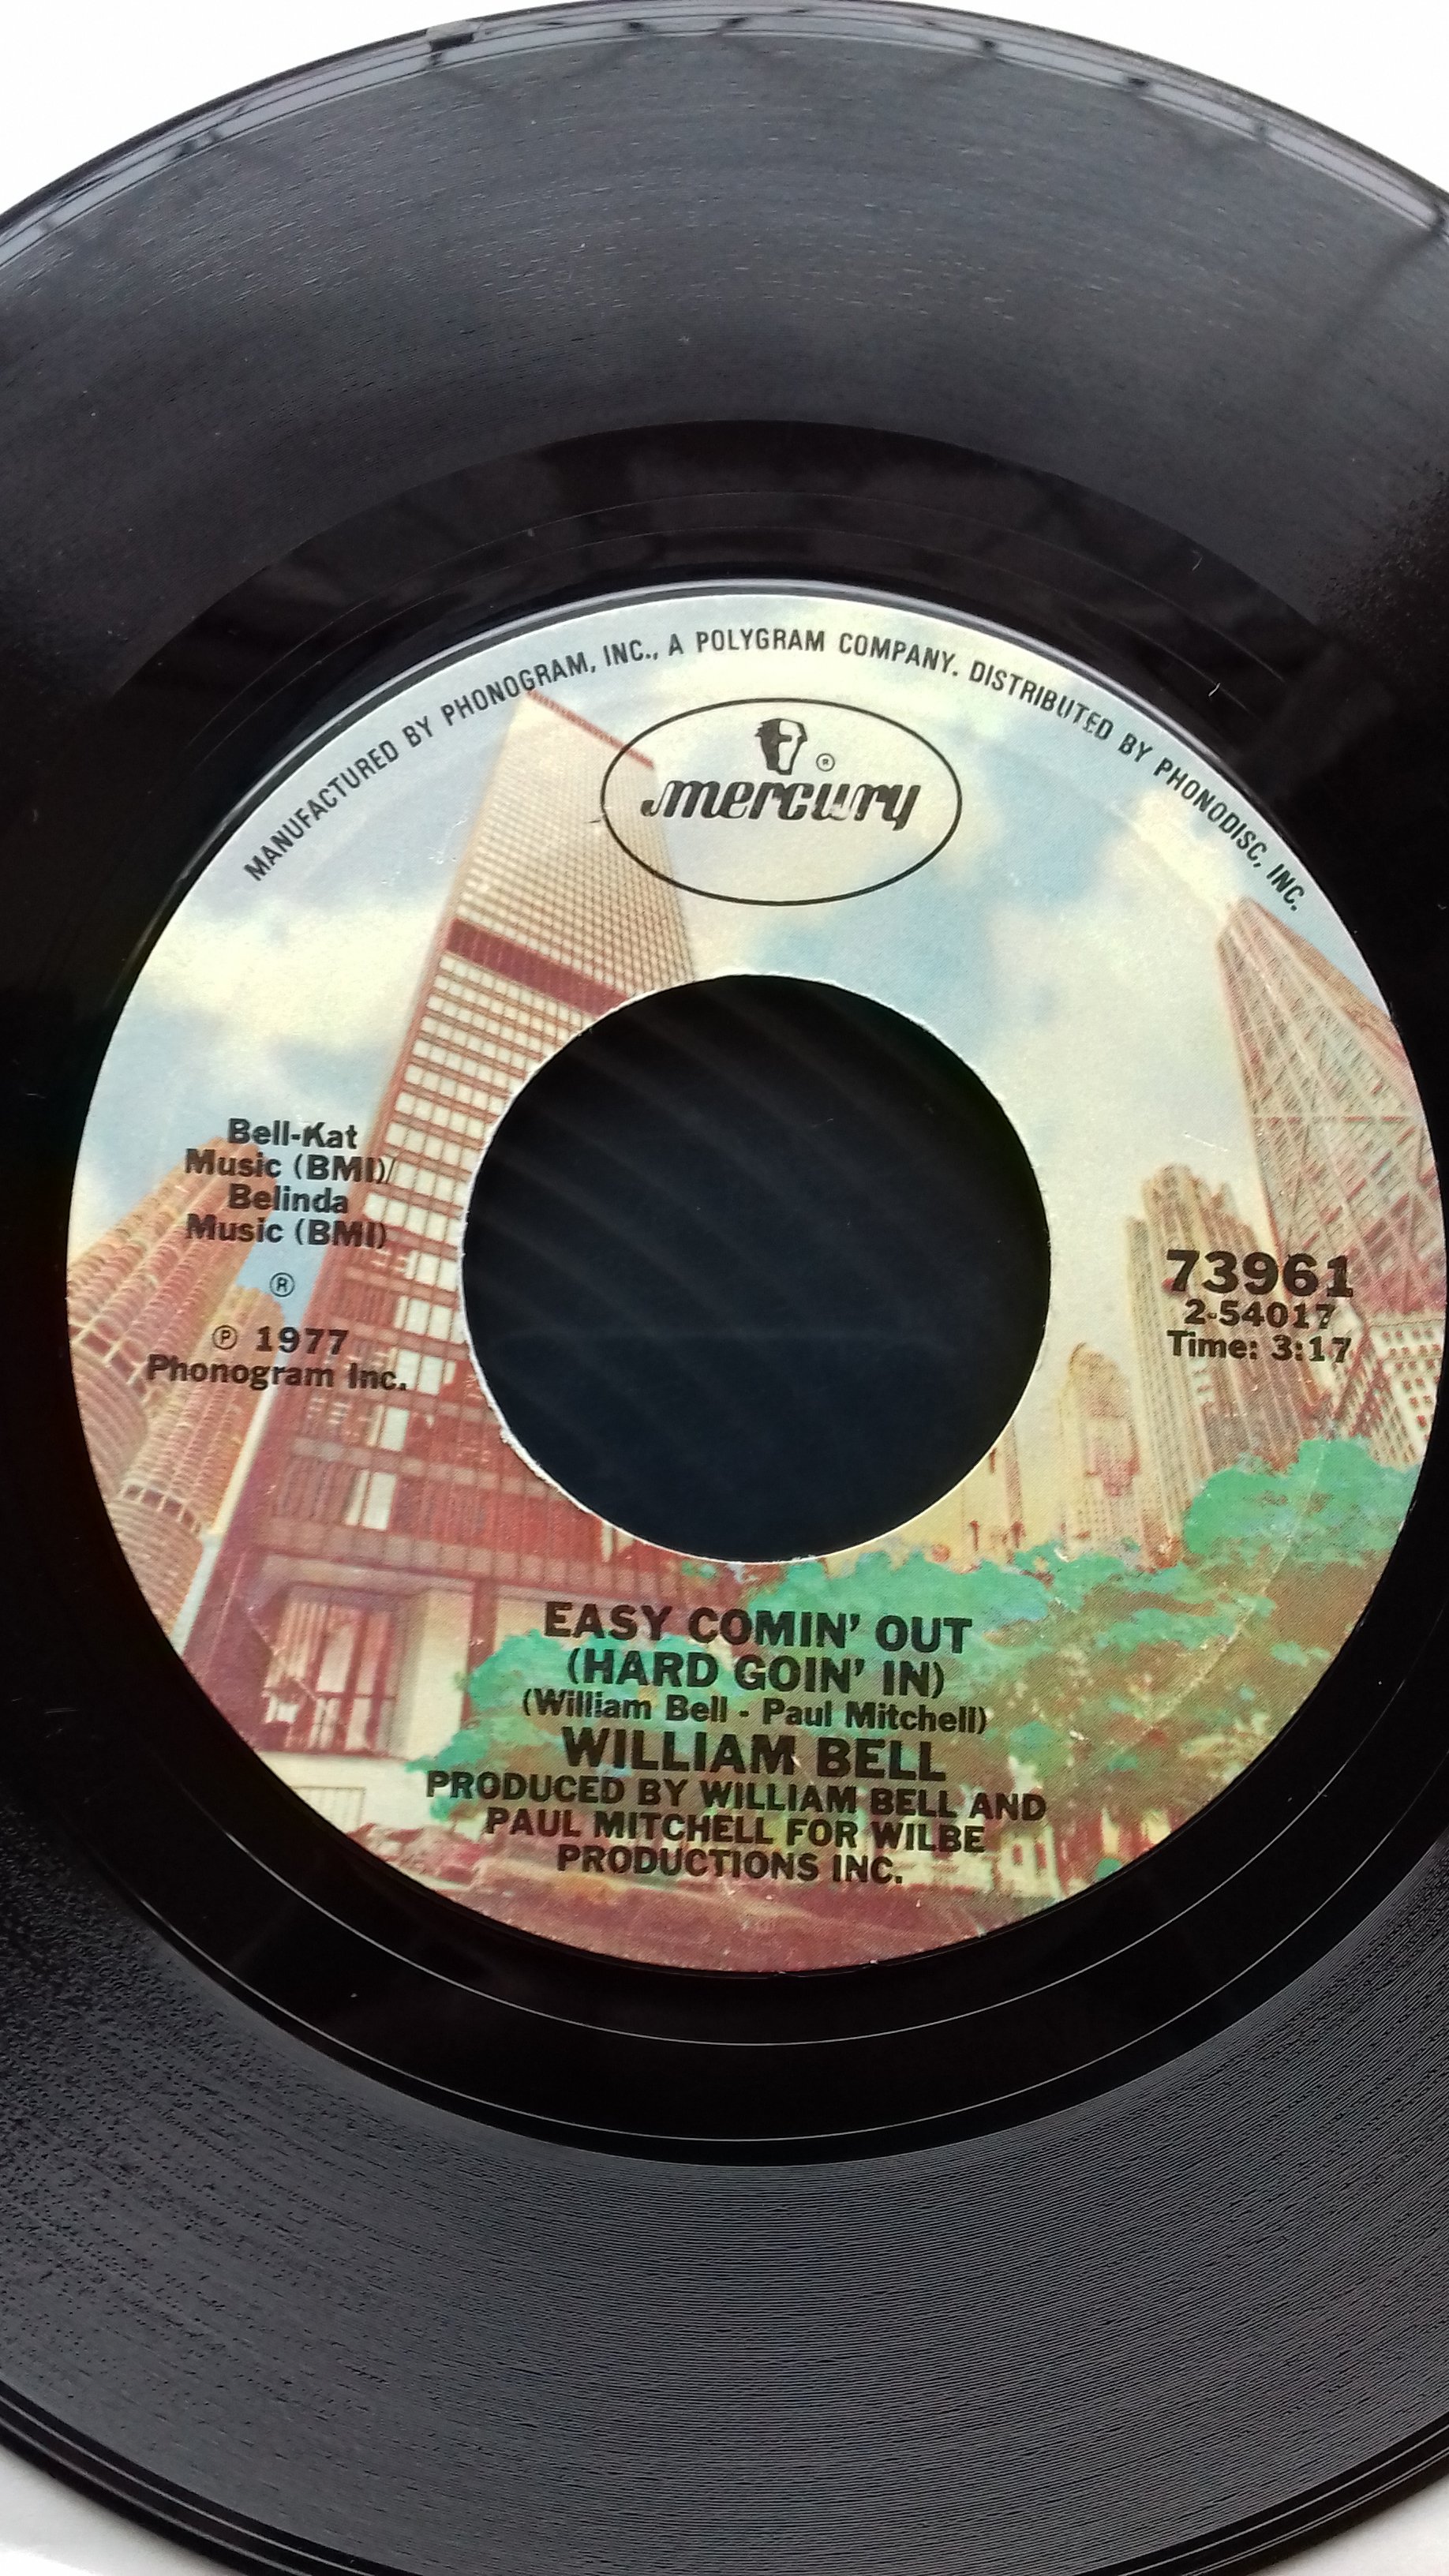 MANUFACTURED BY PHONOGRAM, INC., A POLYGRAM COMPANY. DISTRIBUTED BY PHONODISC, INC.
®
mercury
Bell-Kat
Music (BMI)/
Belinda
Music (BMI)
®
℗ 1977
Phonogram Inc.
73961
2-54017
Time: 3:17
EASY COMIN' OUT
(HARD GOIN' IN)
(William Bell - Paul Mitchell)
WILLIAM BELL
PRODUCED BY WILLIAM BELL AND
PAUL MITCHELL FOR WILBE
PRODUCTIONS INC.